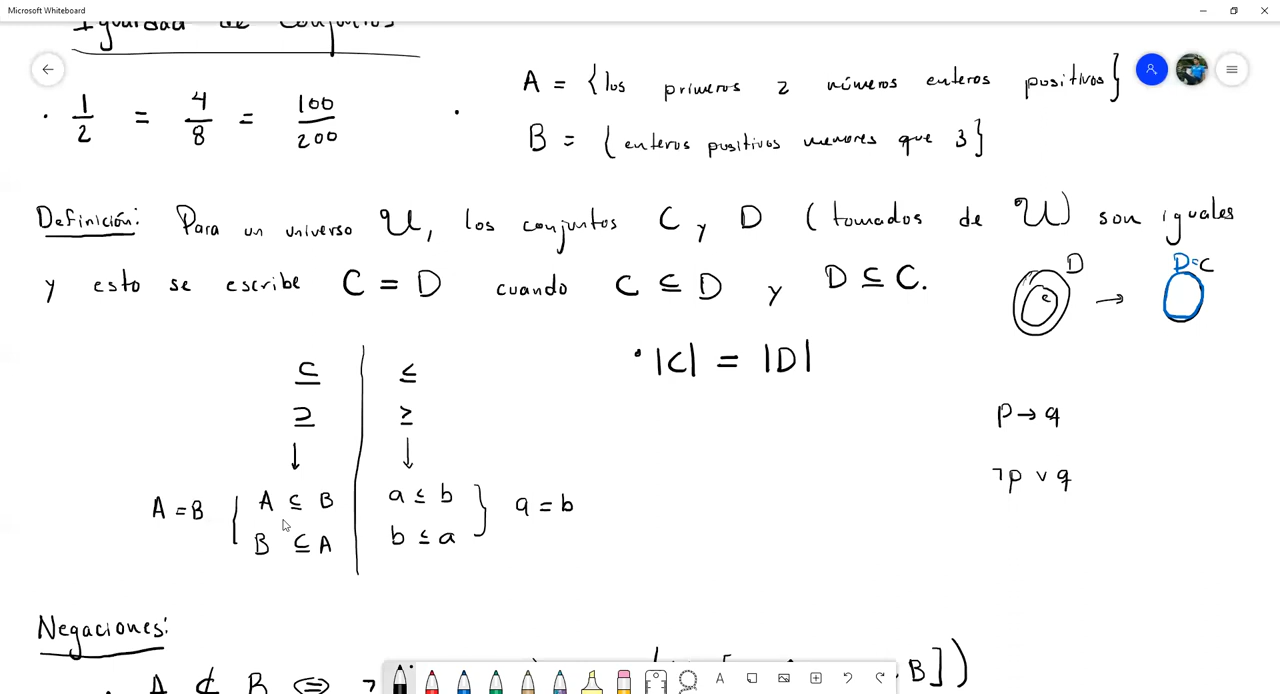 Microsoft Whiteboard
Igualdad de Conjuntos
· 1/2 = 4/8 = 100/200
· A = {los primeros 2 números enteros positivos}
B = {enteros positivos menores que 3}
Definición: Para un universo U, los conjuntos C y D (tomados de U) son iguales
y esto se escribe C = D cuando C ⊆ D y D ⊆ C.
D
C
→
D=C
· |C| = |D|
⊆ | ≤
⊇ | ≥
↓ | ↓
A = B { A ⊆ B | a ≤ b } a = b
B ⊆ A | b ≤ a
p → q
¬p ∨ q
Negaciones:
· A ⊄ B ⇔ ¬
B])